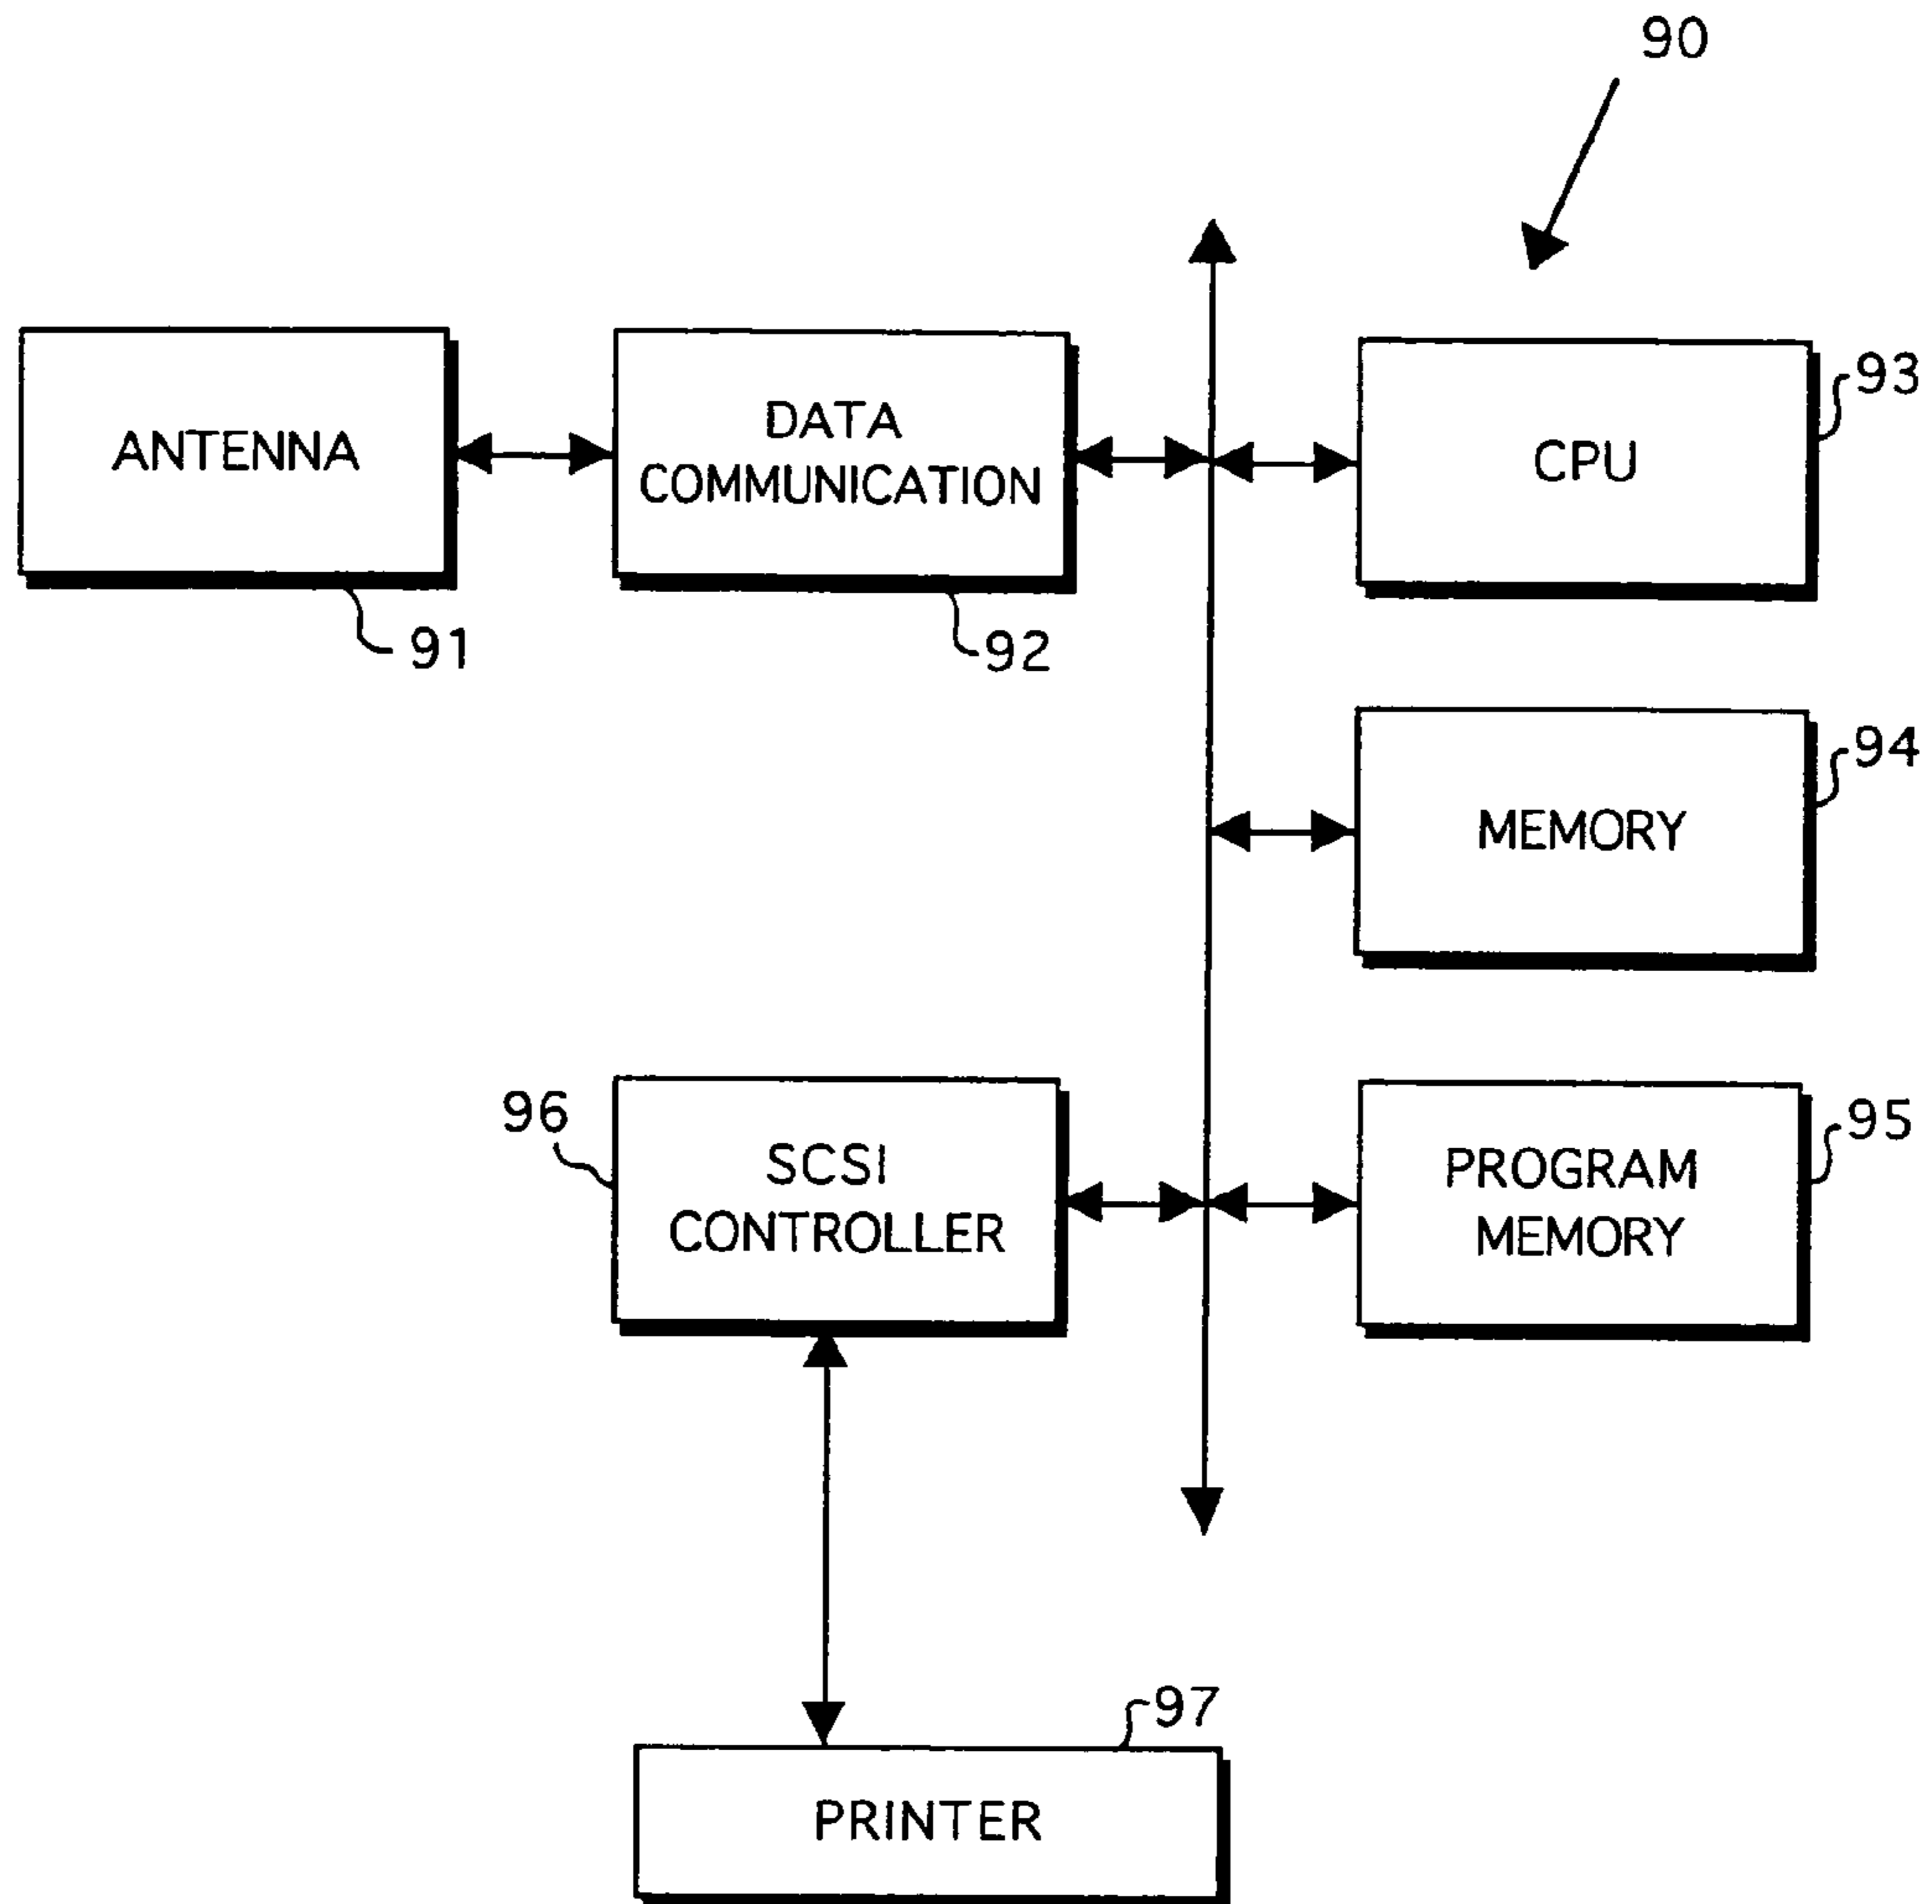 90
ANTENNA
91
DATA
COMMUNICATION
92
CPU
93
MEMORY
94
96
SCSI
CONTROLLER
PROGRAM
MEMORY
95
97
PRINTER